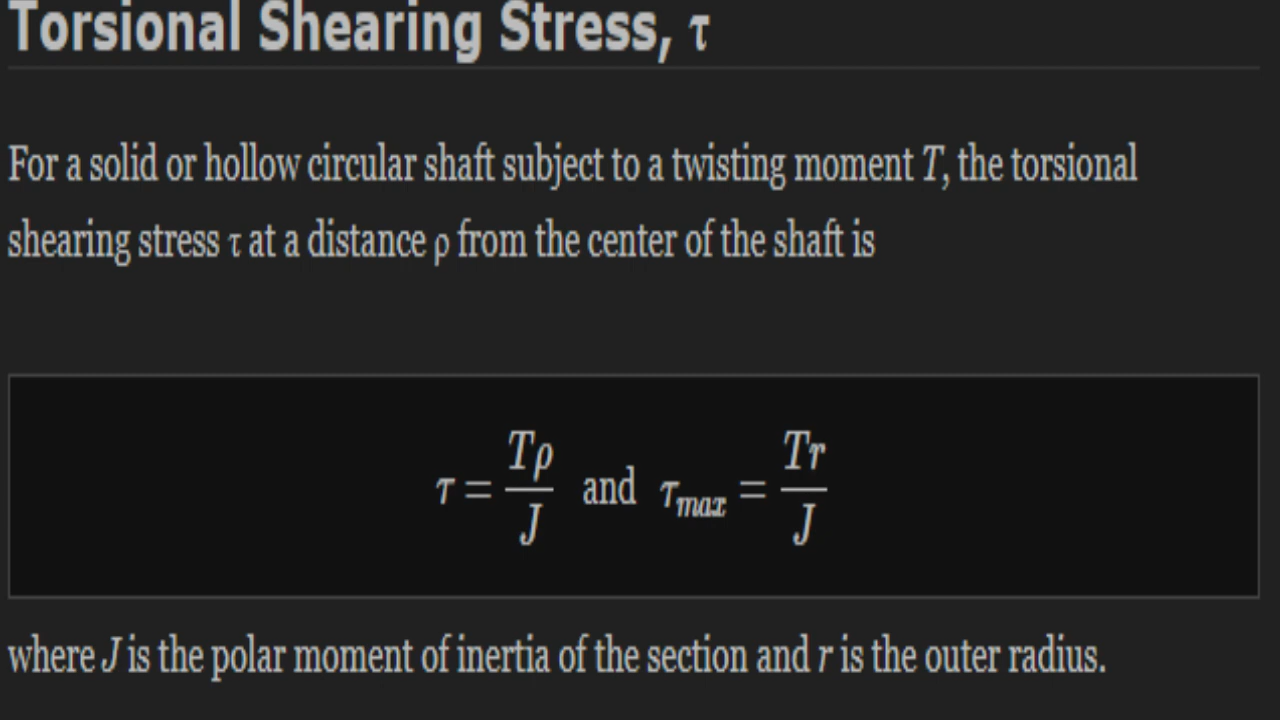 Torsional Shearing Stress, τ
For a solid or hollow circular shaft subject to a twisting moment T, the torsional
shearing stress τ at a distance ρ from the center of the shaft is
τ = Tρ/J and τ_max = Tr/J
where J is the polar moment of inertia of the section and r is the outer radius.